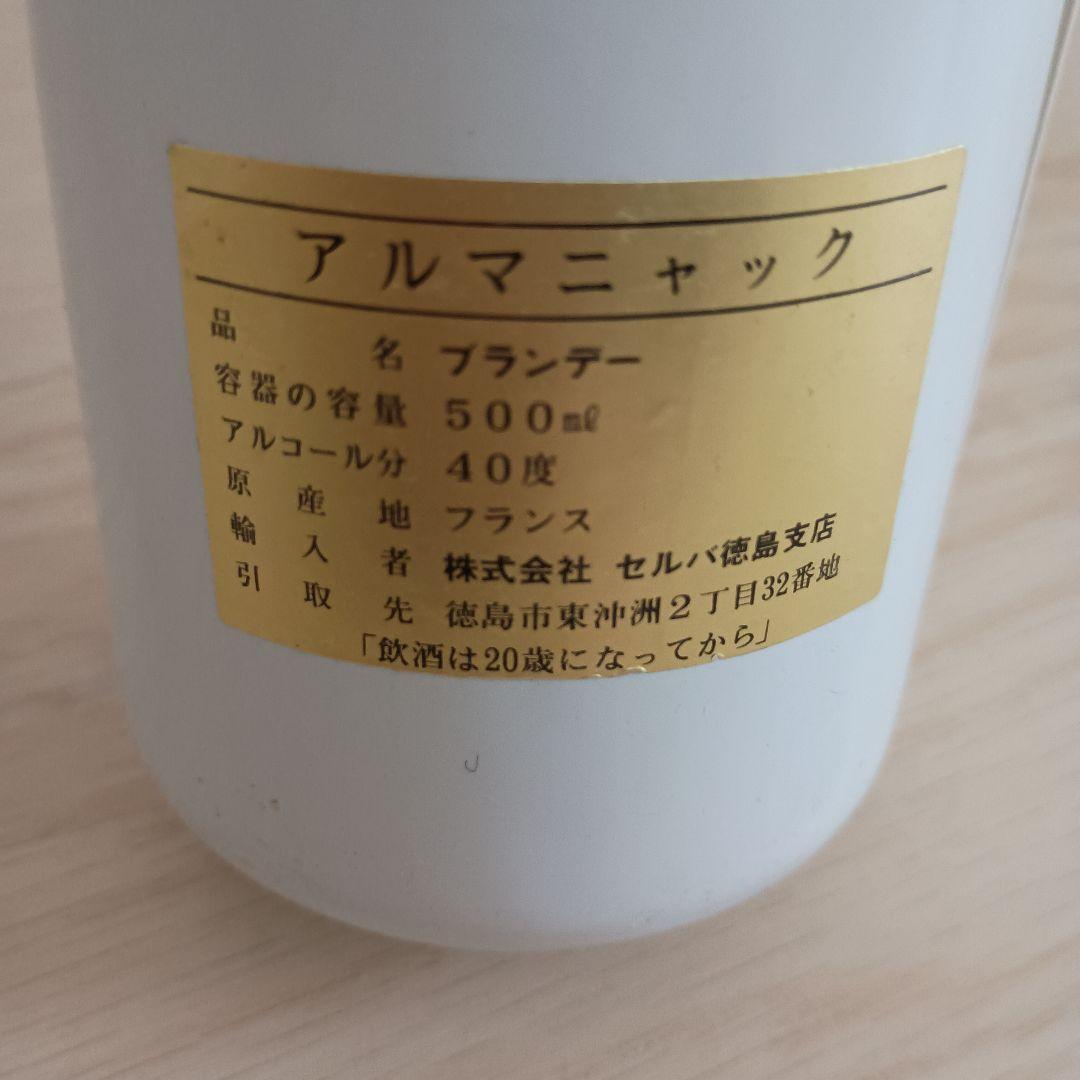 アルマニャック
品名 ブランデー
容器の容量 500㎖
アルコール分 40度
原産地 フランス
輸入者 株式会社 セルバ徳島支店
引取先 徳島市東沖洲2丁目32番地
「飲酒は20歳になってから」